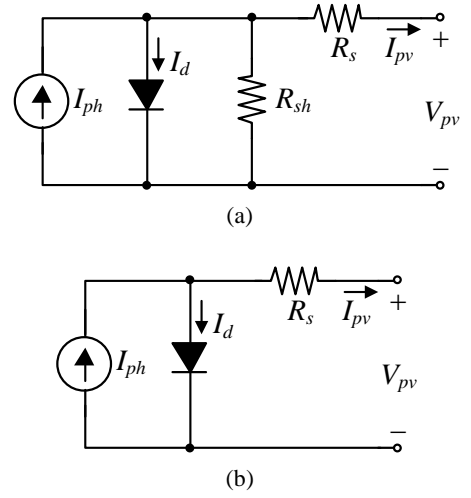 R_s
I_pv
+
I_d
I_ph
R_sh
V_pv
−
(a)
R_s
I_pv
+
I_d
I_ph
V_pv
−
(b)